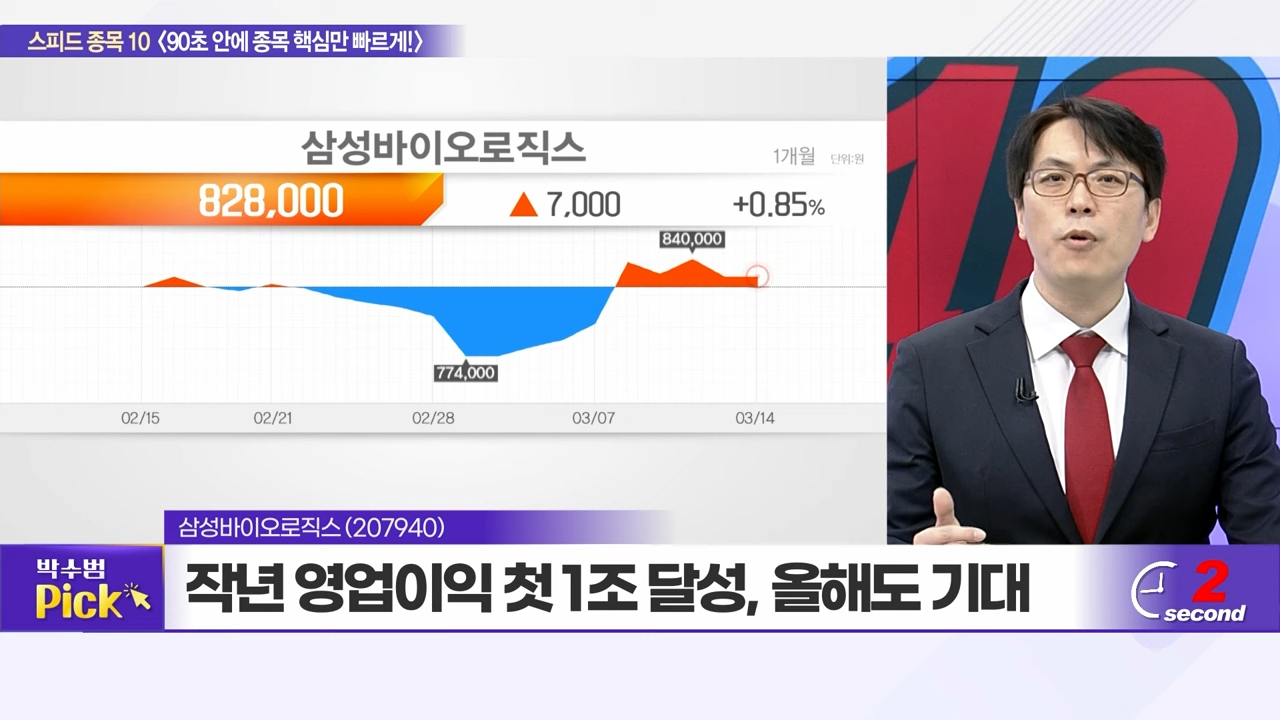 스피드 종목 10 〈90초 안에 종목 핵심만 빠르게!〉
삼성바이오로직스
1개월 단위:원
828,000 ▲ 7,000 +0.85%
840,000
774,000
02/15 02/21 02/28 03/07 03/14
삼성바이오로직스 (207940)
박수범
Pick
작년 영업이익 첫 1조 달성, 올해도 기대
2
second
10